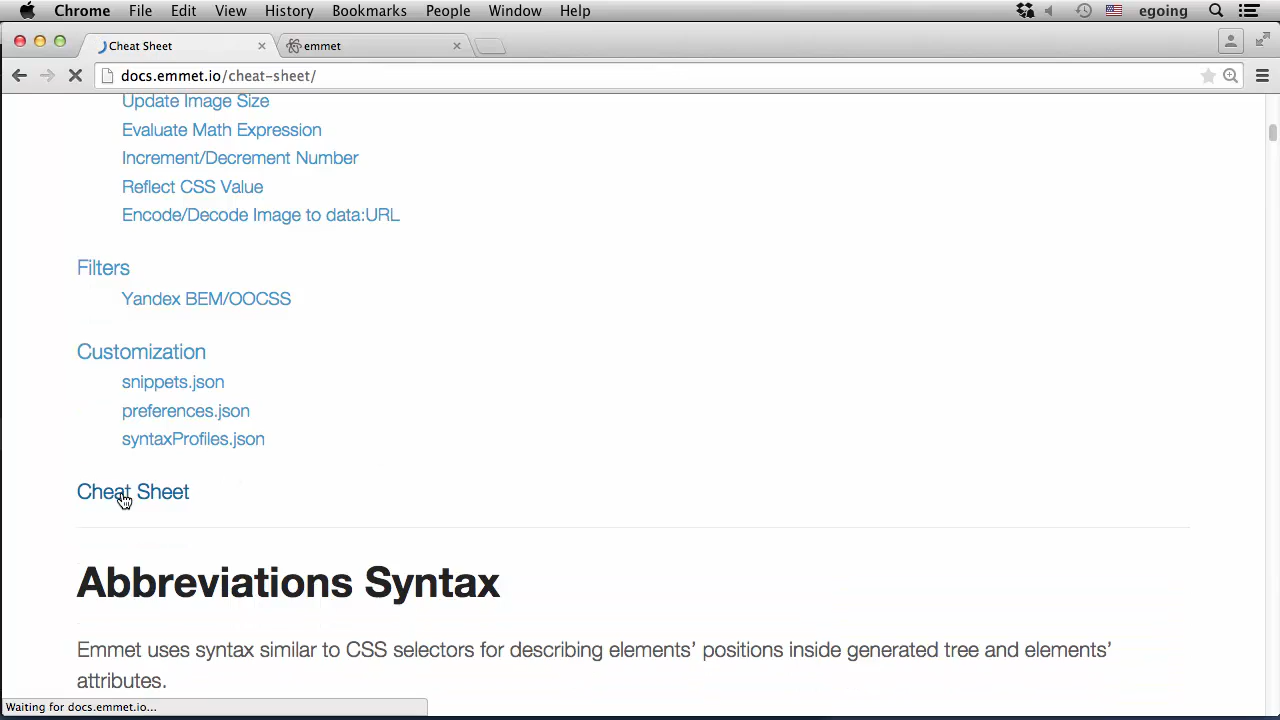 Chrome File Edit View History Bookmarks People Window Help egoing
Cheat Sheet emmet
docs.emmet.io/cheat-sheet/
Update Image Size
Evaluate Math Expression
Increment/Decrement Number
Reflect CSS Value
Encode/Decode Image to data:URL
Filters
Yandex BEM/OOCSS
Customization
snippets.json
preferences.json
syntaxProfiles.json
Cheat Sheet
Abbreviations Syntax
Emmet uses syntax similar to CSS selectors for describing elements’ positions inside generated tree and elements’
attributes.
Waiting for docs.emmet.io...